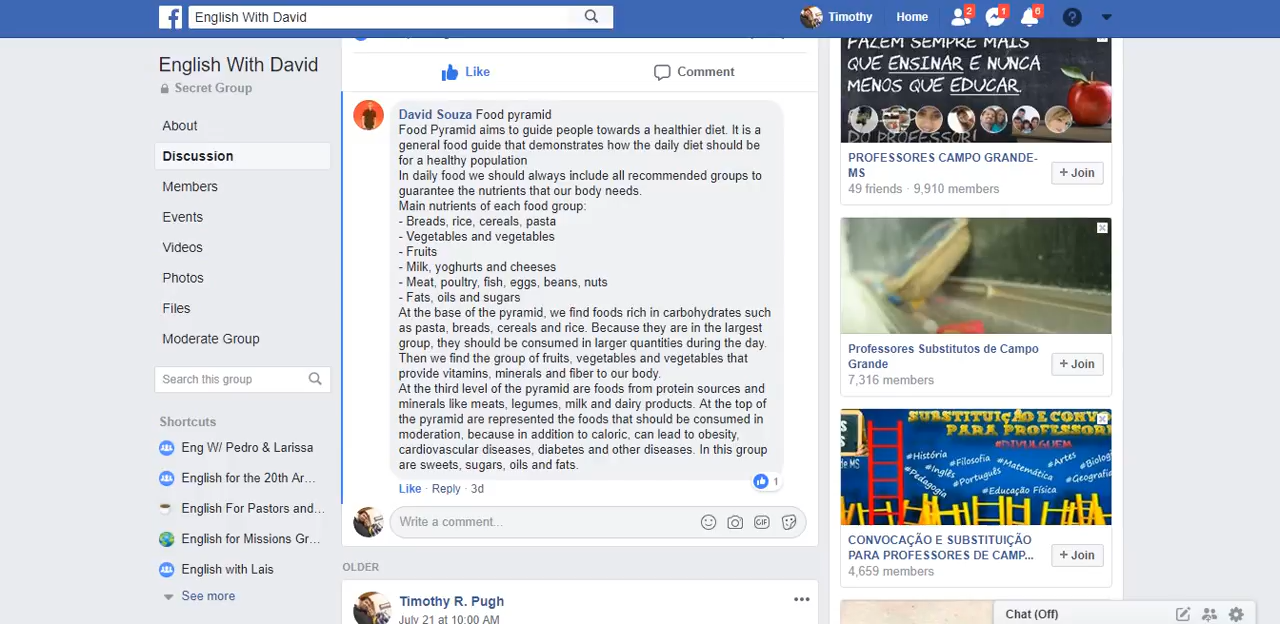 English With David
Timothy
Home
2
1
6
?
English With David
Secret Group
About
Discussion
Members
Events
Videos
Photos
Files
Moderate Group
Search this group
Shortcuts
Eng W/ Pedro & Larissa
English for the 20th Ar...
English For Pastors and...
English for Missions Gr...
English with Lais
See more
Like
Comment
David Souza Food pyramid
Food Pyramid aims to guide people towards a healthier diet. It is a
general food guide that demonstrates how the daily diet should be
for a healthy population
In daily food we should always include all recommended groups to
guarantee the nutrients that our body needs.
Main nutrients of each food group:
- Breads, rice, cereals, pasta
- Vegetables and vegetables
- Fruits
- Milk, yoghurts and cheeses
- Meat, poultry, fish, eggs, beans, nuts
- Fats, oils and sugars
At the base of the pyramid, we find foods rich in carbohydrates such
as pasta, breads, cereals and rice. Because they are in the largest
group, they should be consumed in larger quantities during the day.
Then we find the group of fruits, vegetables and vegetables that
provide vitamins, minerals and fiber to our body.
At the third level of the pyramid are foods from protein sources and
minerals like meats, legumes, milk and dairy products. At the top of
the pyramid are represented the foods that should be consumed in
moderation, because in addition to caloric, can lead to obesity,
cardiovascular diseases, diabetes and other diseases. In this group
are sweets, sugars, oils and fats.
Like · Reply · 3d
1
Write a comment...
GIF
OLDER
Timothy R. Pugh
July 21 at 10:00 AM
FAZEM SEMPRE MAIS
QUE ENSINAR E NUNCA
MENOS QUE EDUCAR.
DO PROFESSOR!
PROFESSORES CAMPO GRANDE-
MS
49 friends · 9,910 members
+ Join
Professores Substitutos de Campo
Grande
7,316 members
+ Join
SUBSTITUIÇÃO E CONV
PARA PROFESSORE
#DIVULGUEM
de MS
#História
#Filosofia
#Artes
#Inglês
#Matemática
#Biolog
#Pedagogia
#Português
#Geografia
#Educação Física
CONVOCAÇÃO E SUBSTITUIÇÃO
PARA PROFESSORES DE CAMP...
4,659 members
+ Join
Chat (Off)